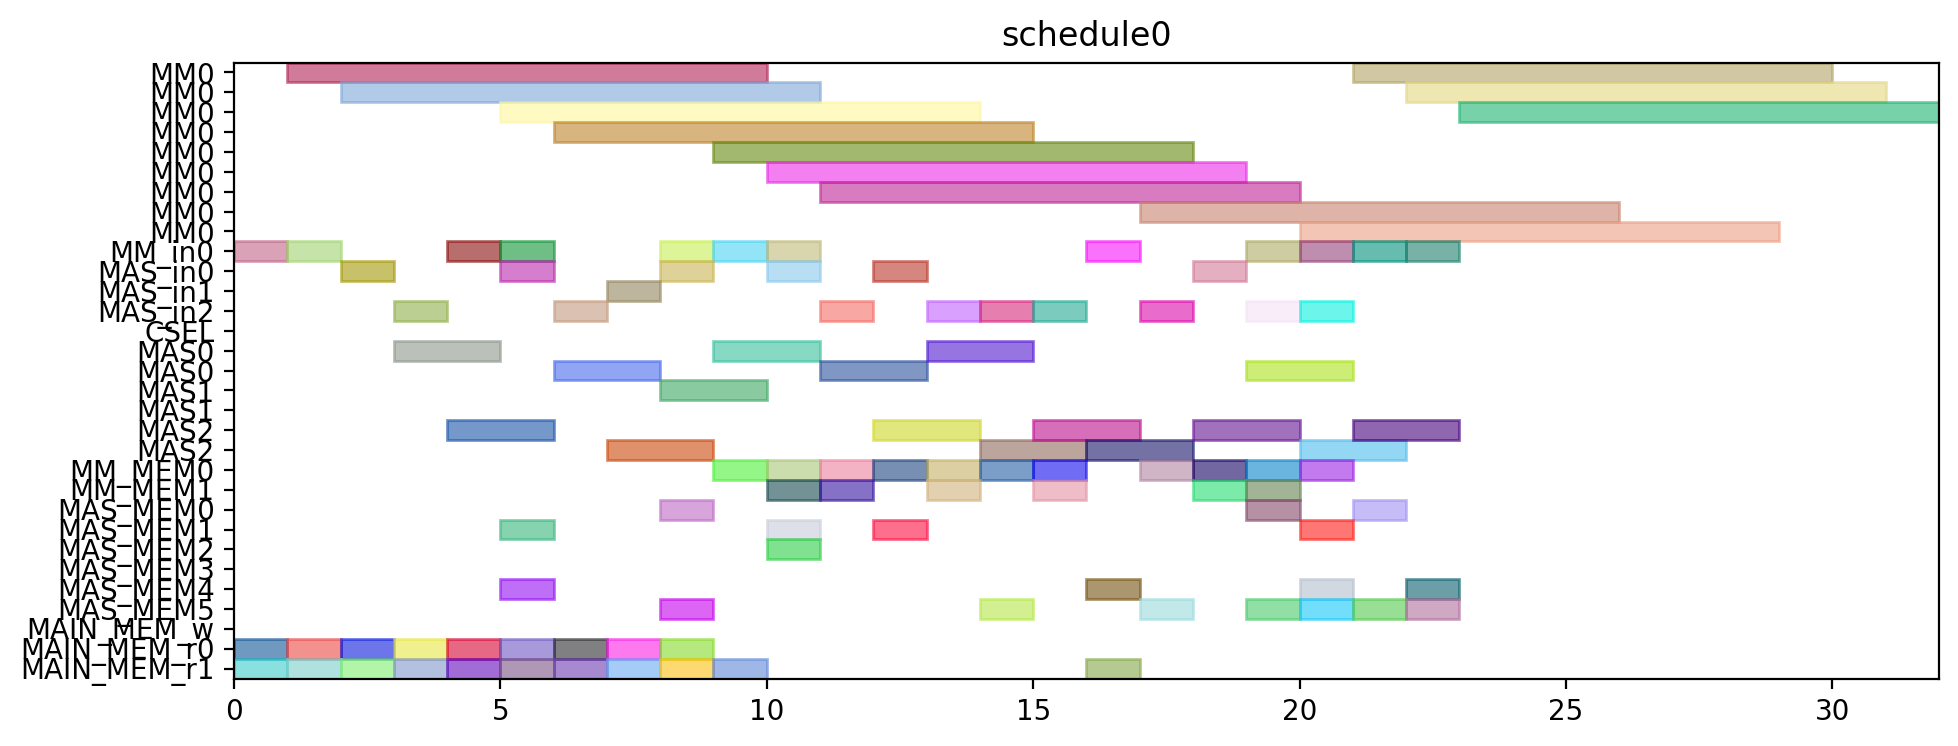 schedule0
MM0
MM0
MM0
MM0
MM0
MM0
MM0
MM0
MM0
MM_in0
MAS_in0
MAS_in1
MAS_in2
CSEL
MAS0
MAS0
MAS1
MAS1
MAS2
MAS2
MM_MEM0
MM_MEM1
MAS_MEM0
MAS_MEM1
MAS_MEM2
MAS_MEM3
MAS_MEM4
MAS_MEM5
MAIN_MEM_w
MAIN_MEM_r0
MAIN_MEM_r1
0 5 10 15 20 25 30